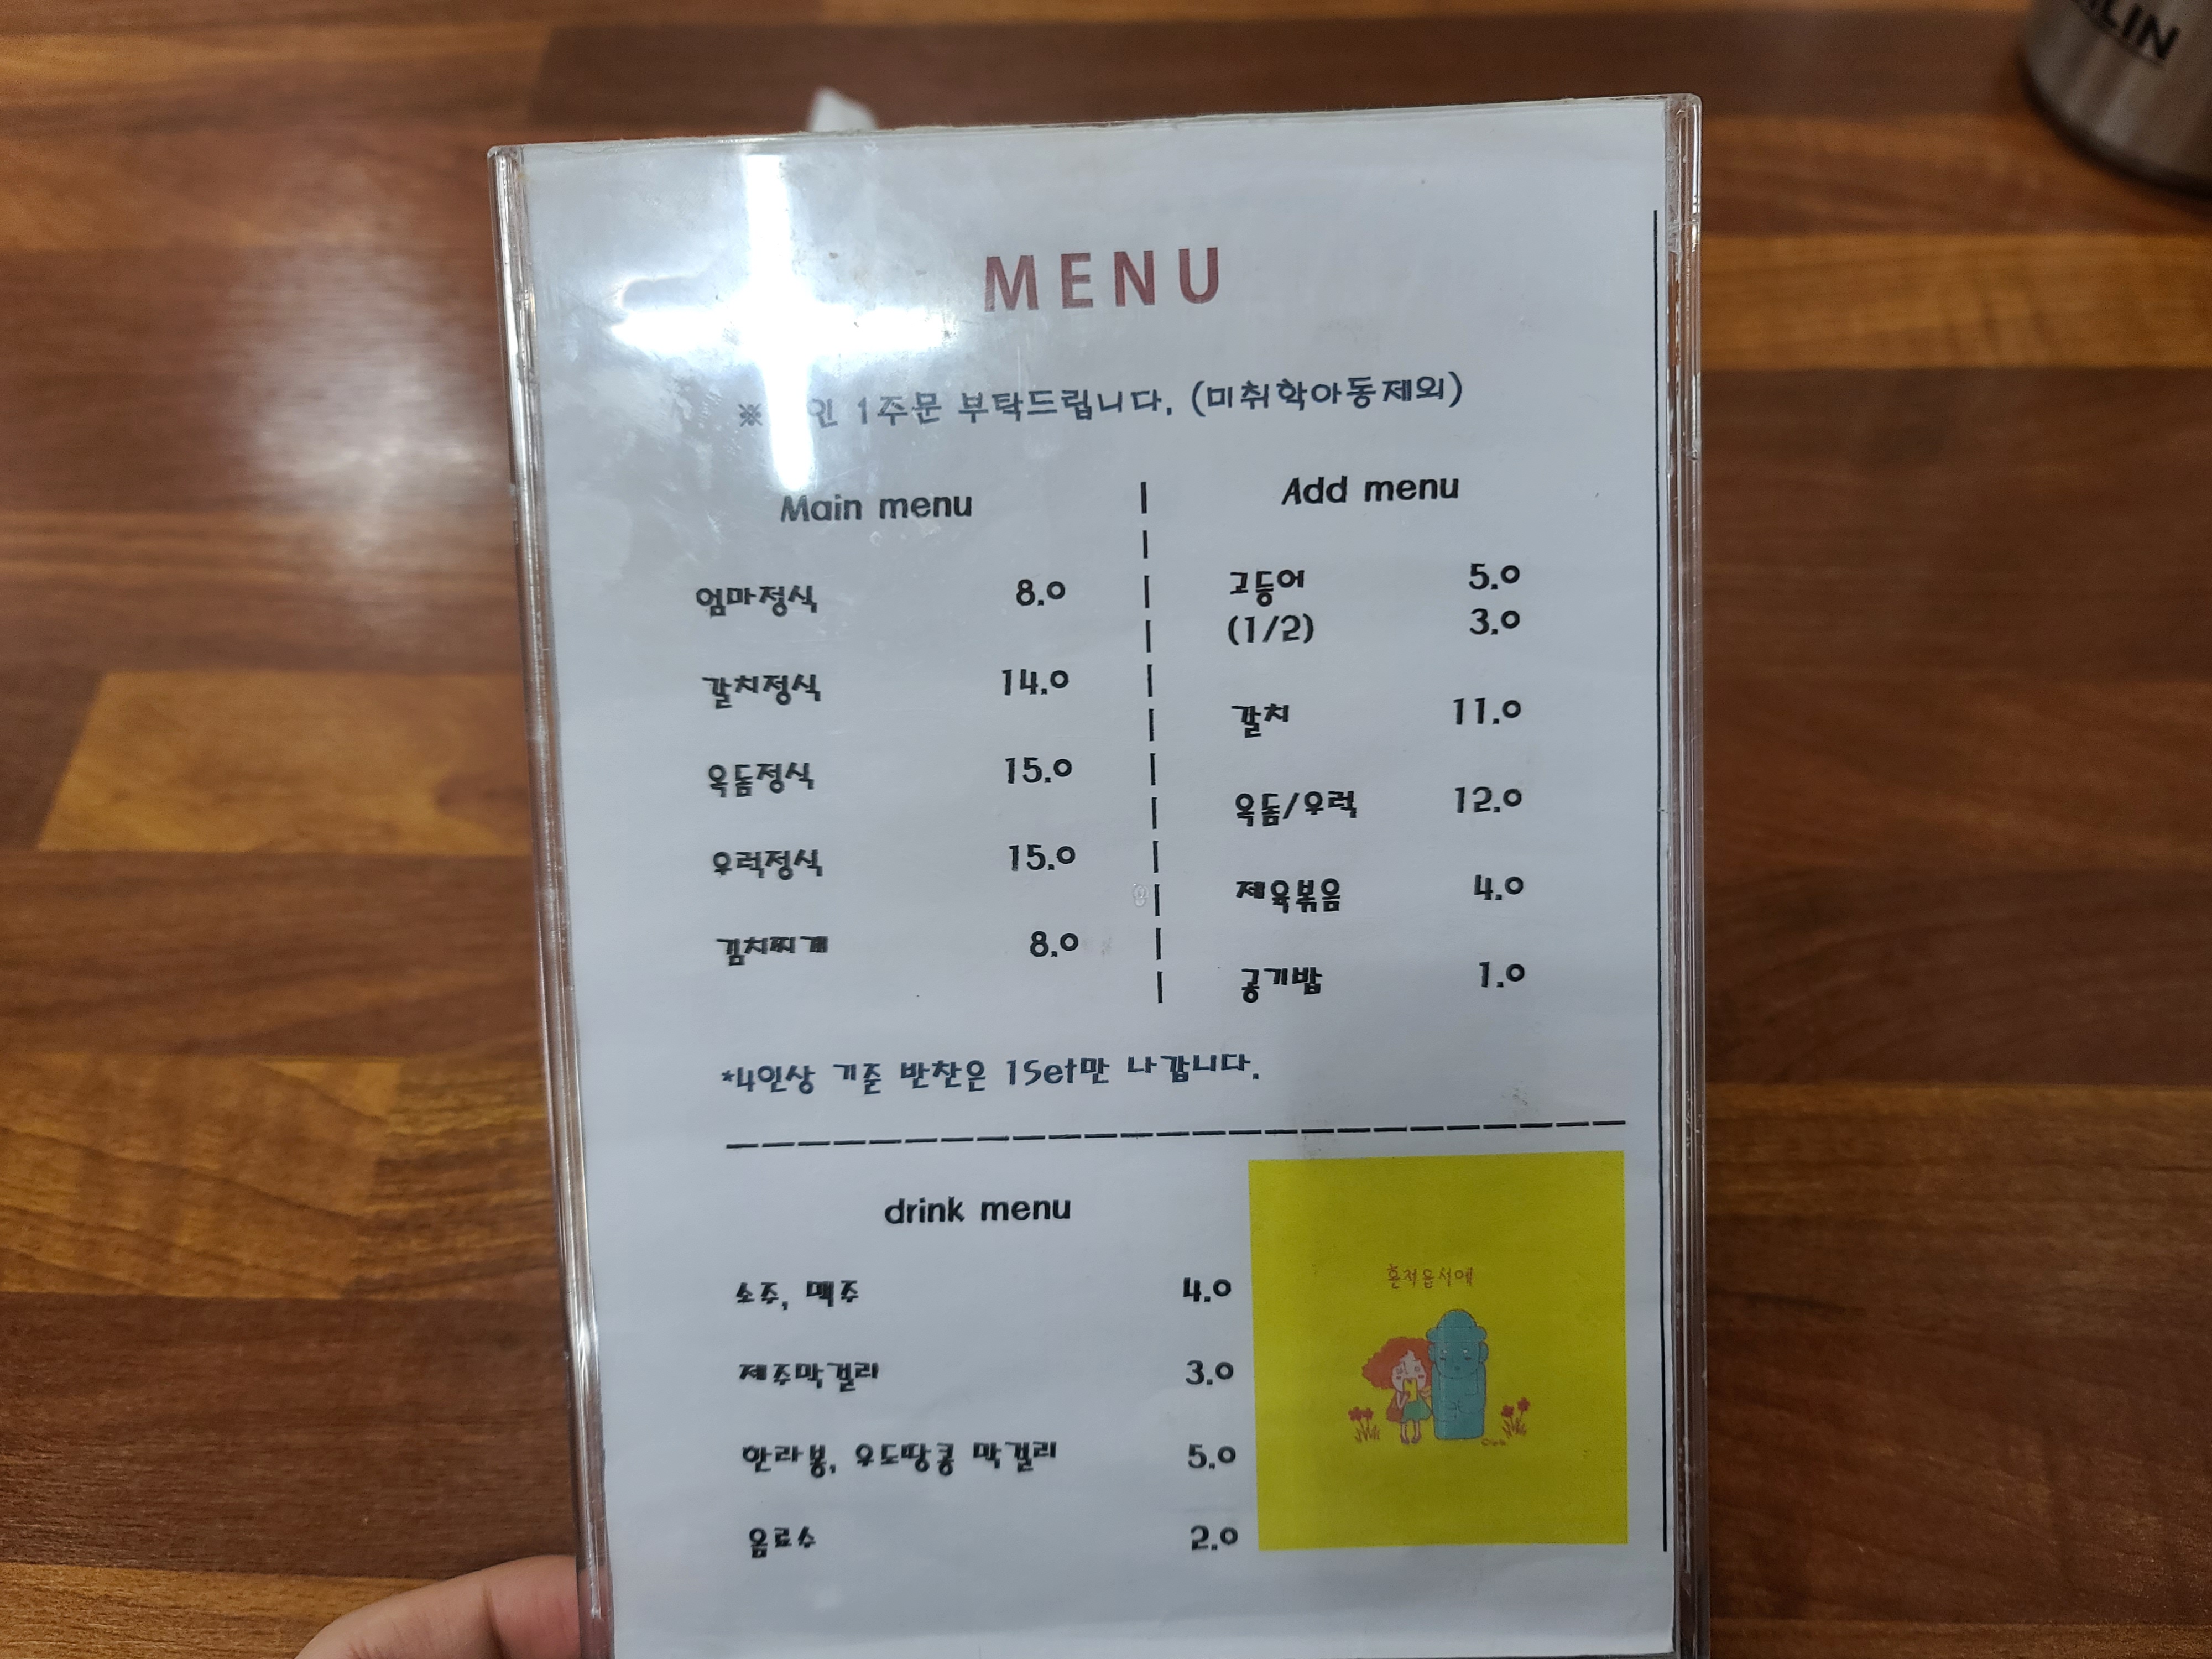 MENU
※ 인 1주문 부탁드립니다. (미취학아동제외)
Main menu
엄마정식 8.0
갈치정식 14.0
옥돔정식 15.0
우럭정식 15.0
김치찌개 8.0
Add menu
고등어 5.0
(1/2) 3.0
갈치 11.0
옥돔/우럭 12.0
제육볶음 4.0
공기밥 1.0
*4인상 기준 반찬은 1Set만 나갑니다.
drink menu
소주, 맥주 4.0
제주막걸리 3.0
한라봉, 우도땅콩 막걸리 5.0
음료수 2.0
혼적옵서예